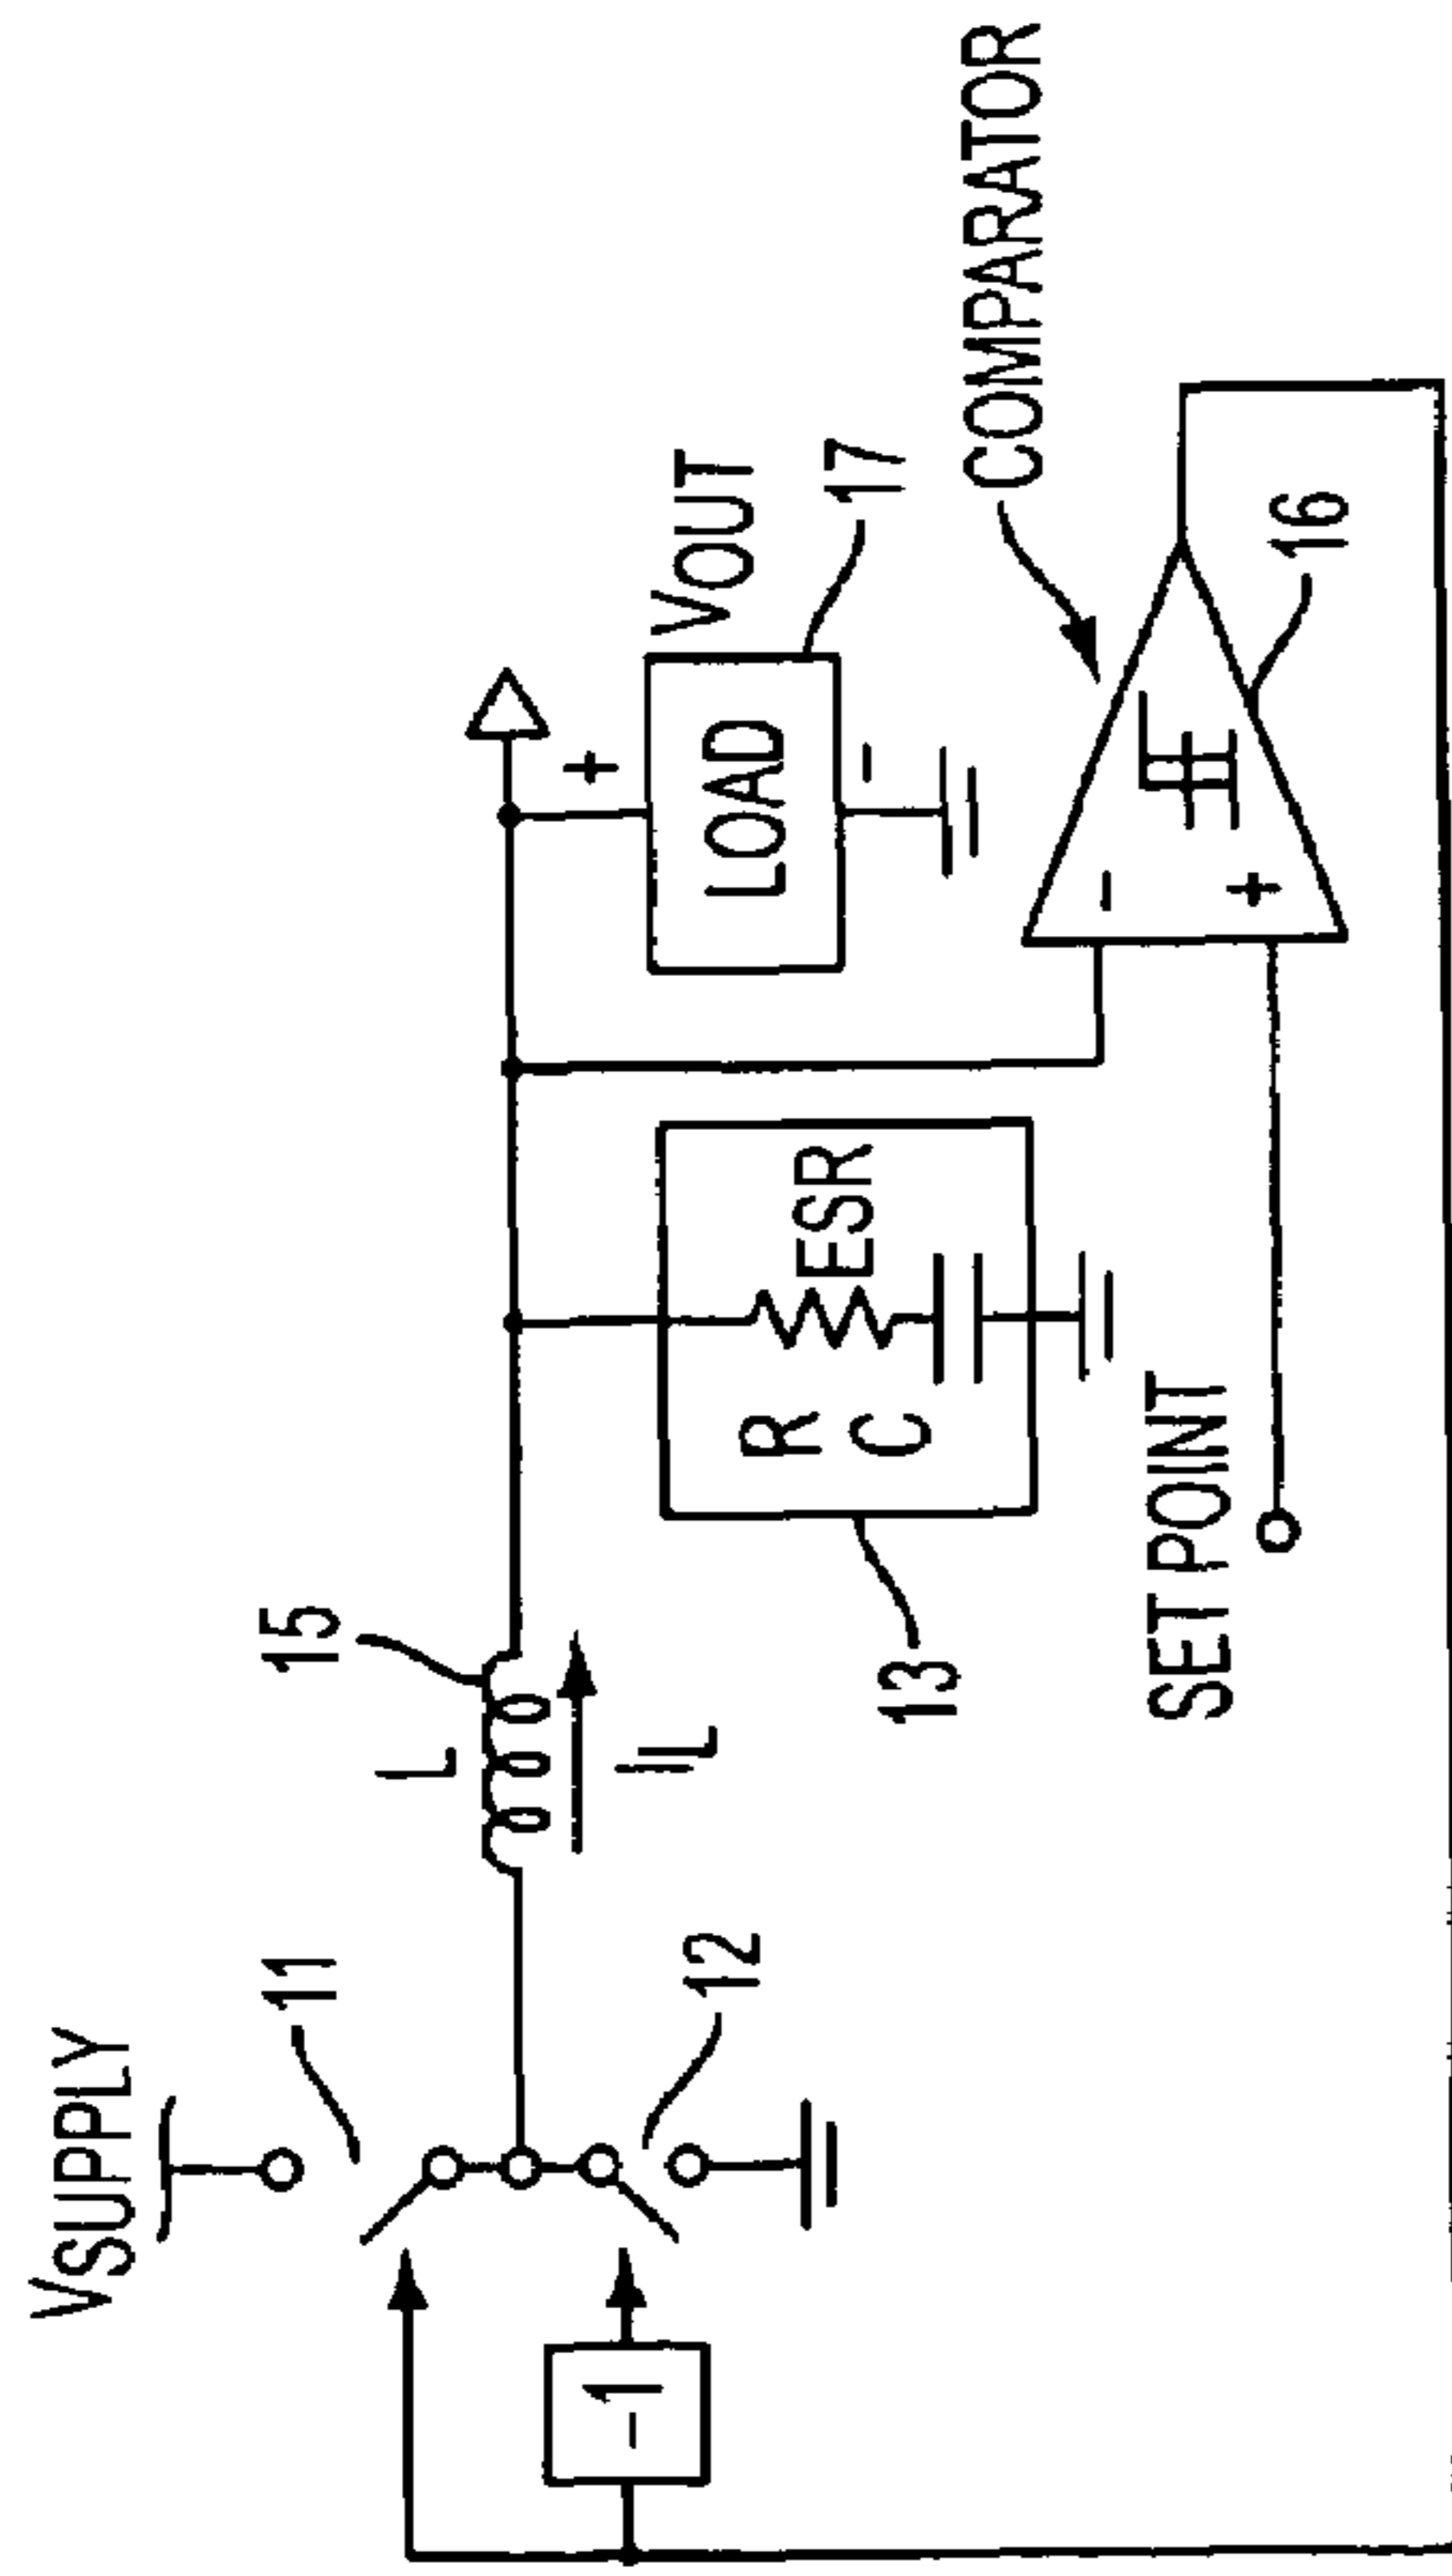 VSUPPLY
11
12
-1
L
15
IL
13
R
C
ESR
+
LOAD
-
VOUT
17
SET POINT
-
+
COMPARATOR
16